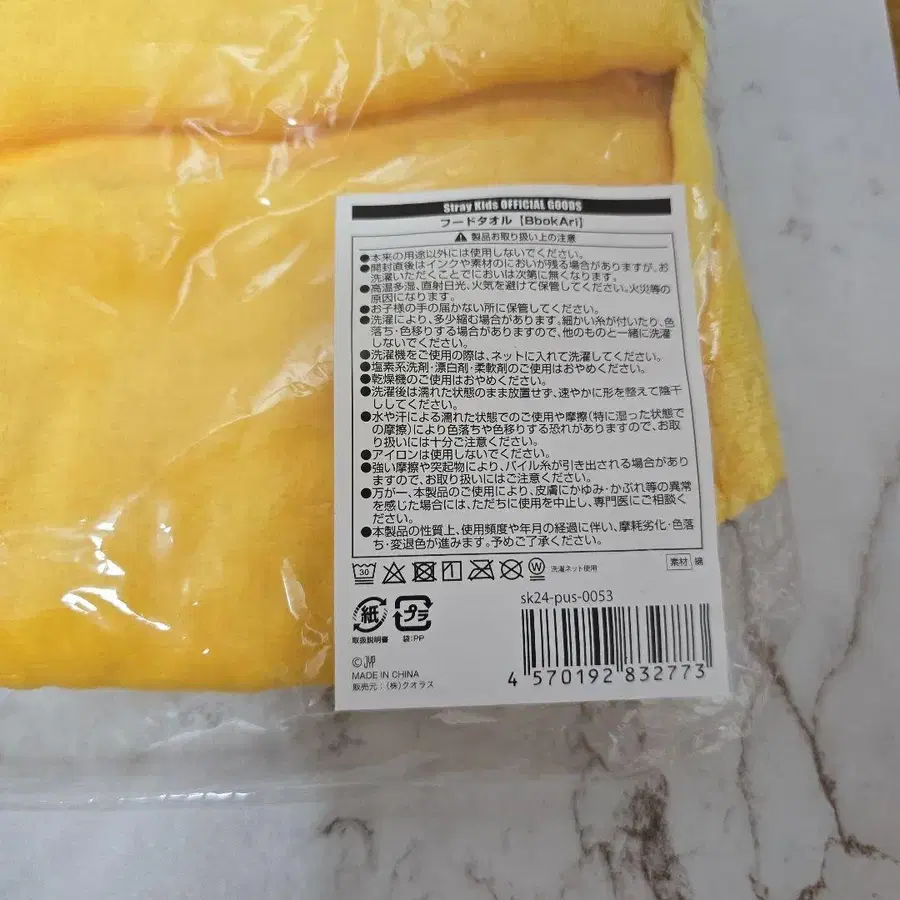 Stray Kids OFFICIAL GOODS
フードタオル【BbokAri】
製品お取り扱い上の注意
●本来の用途以外には使用しないでください。
●開封直後はインクや素材のにおいが残る場合がありますが、お
洗濯いただくことでにおいは次第に無くなります。
●高温多湿、直射日光、火気を避けて保管してください。火災等の
原因になります。
●お子様の手の届かない所に保管してください。
●洗濯により、多少縮む場合があります。細かい糸が付いたり、色
落ち・色移りする場合がありますので、他のものと一緒に洗濯
しないでください。
●洗濯機をご使用の際は、ネットに入れて洗濯してください。
●塩素系洗剤・漂白剤・柔軟剤のご使用はおやめください。
●乾燥機のご使用はおやめください。
●洗濯後は濡れた状態のまま放置せず、速やかに形を整えて陰干
ししてください。
●水や汗による濡れた状態でのご使用や摩擦(特に湿った状態で
の摩擦)により色落ちや色移りする恐れがありますので、お取
り扱いには十分ご注意ください。
●アイロンは使用しないでください。
●強い摩擦や突起物により、パイル糸が引き出される場合があり
ますので、お取り扱いにはご注意ください。
●万が一、本製品のご使用により、皮膚にかゆみ・かぶれ等の異常
を感じた場合には、ただちに使用を中止し、専門医にご相談く
ださい。
●本製品の性質上、使用頻度や年月の経過に伴い、摩耗劣化・色落
ち・変退色が進みます。予めご了承ください。
30 W 洗濯ネット使用
素材 綿
sk24-pus-0053
紙 プラ
取扱説明書 袋:PP
4 570192 832773
© JYP
MADE IN CHINA
販売元:(株)クオラス